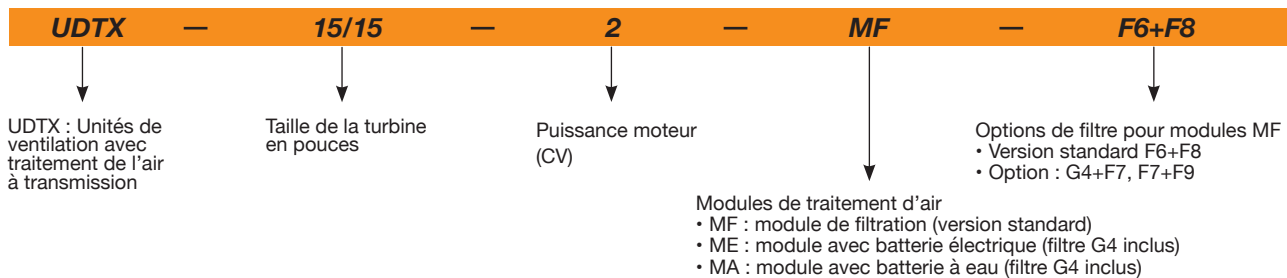 UDTX — 15/15 — 2 — MF — F6+F8
UDTX : Unités de
ventilation avec
traitement de l’air
à transmission
Taille de la turbine
en pouces
Puissance moteur
(CV)
Modules de traitement d’air
• MF : module de filtration (version standard)
• ME : module avec batterie électrique (filtre G4 inclus)
• MA : module avec batterie à eau (filtre G4 inclus)
Options de filtre pour modules MF
• Version standard F6+F8
• Option : G4+F7, F7+F9